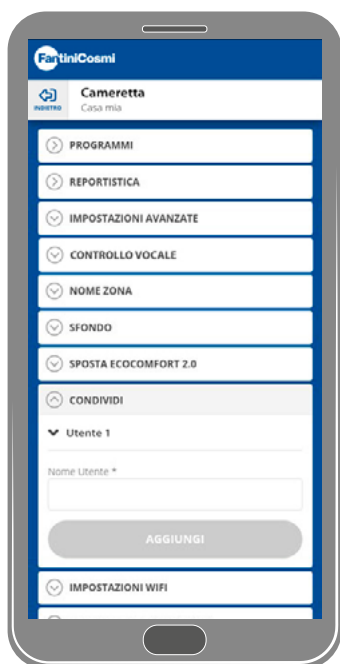 FantiniCosmi
INDIETRO
Cameretta
Casa mia
PROGRAMMI
REPORTISTICA
IMPOSTAZIONI AVANZATE
CONTROLLO VOCALE
NOME ZONA
SFONDO
SPOSTA ECOCOMFORT 2.0
CONDIVIDI
Utente 1
Nome Utente *
AGGIUNGI
IMPOSTAZIONI WIFI